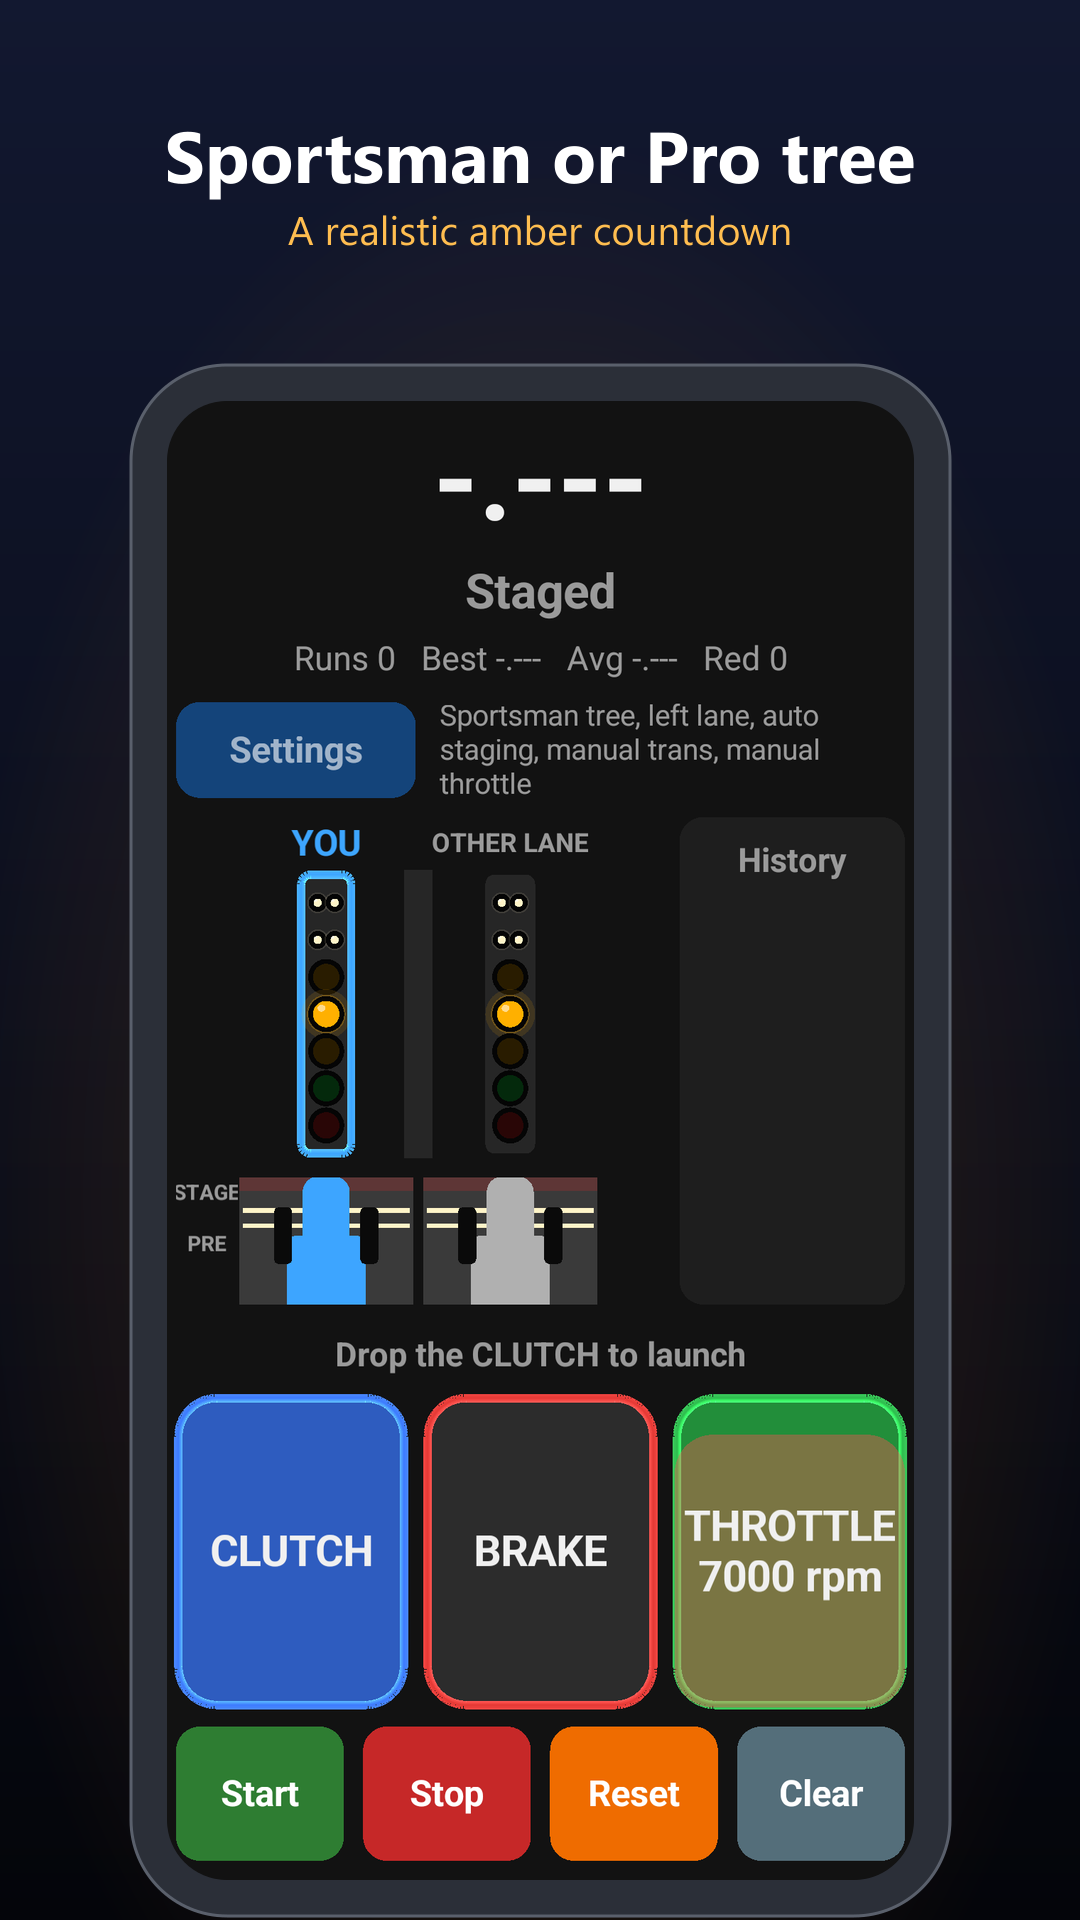 Sportsman or Pro tree
A realistic amber countdown
-.---
Staged
Runs 0 Best -.--- Avg -.--- Red 0
Settings
Sportsman tree, left lane, auto
staging, manual trans, manual
throttle
YOU
OTHER LANE
History
STAGE
PRE
Drop the CLUTCH to launch
CLUTCH
BRAKE
THROTTLE
7000 rpm
Start
Stop
Reset
Clear